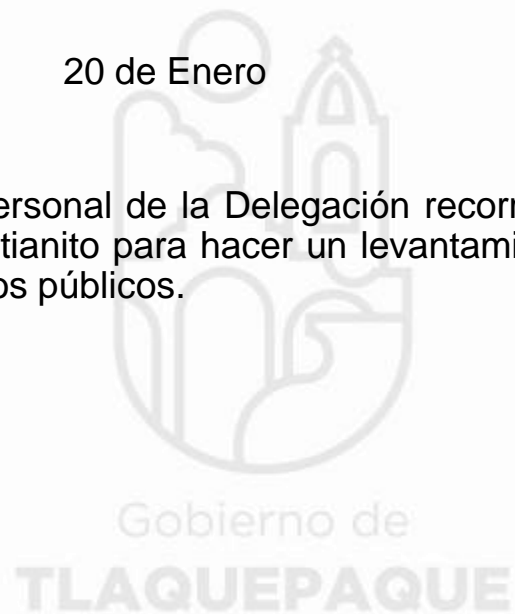 20 de Enero
ersonal de la Delegación recorr
tianito para hacer un levantami
os públicos.
Gobierno de
TLAQUEPAQUE